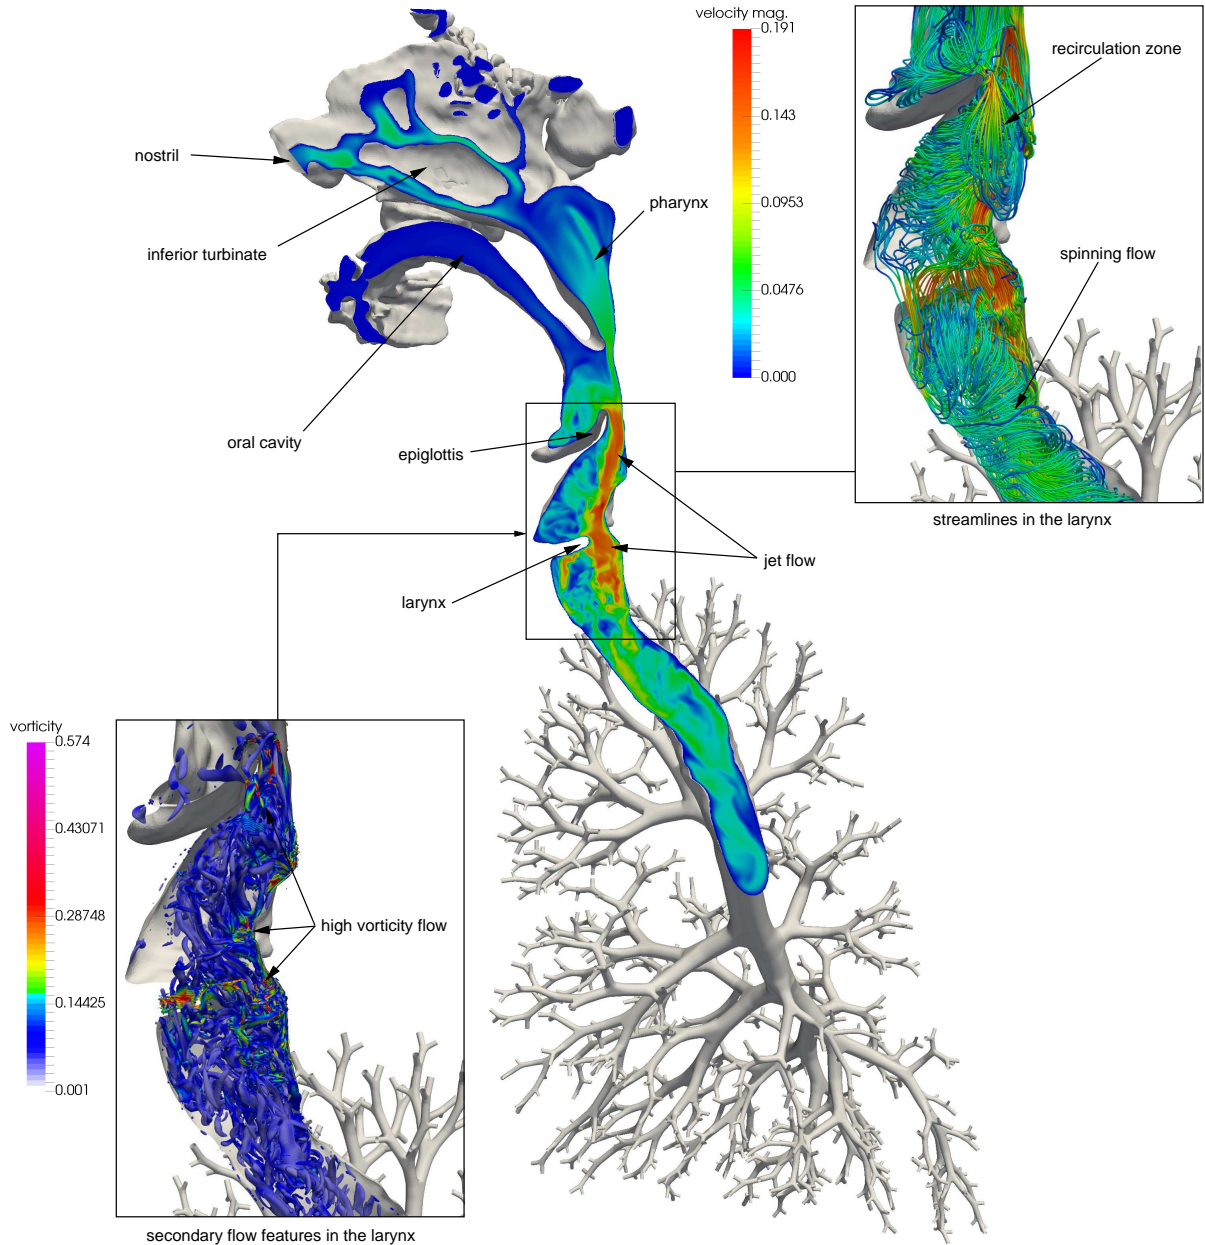 velocity mag.
0.191
0.143
0.0953
0.0476
0.000
recirculation zone
spinning flow
streamlines in the larynx
nostril
inferior turbinate
pharynx
oral cavity
epiglottis
larynx
jet flow
vorticity
0.574
0.43071
0.28748
0.14425
0.001
high vorticity flow
secondary flow features in the larynx